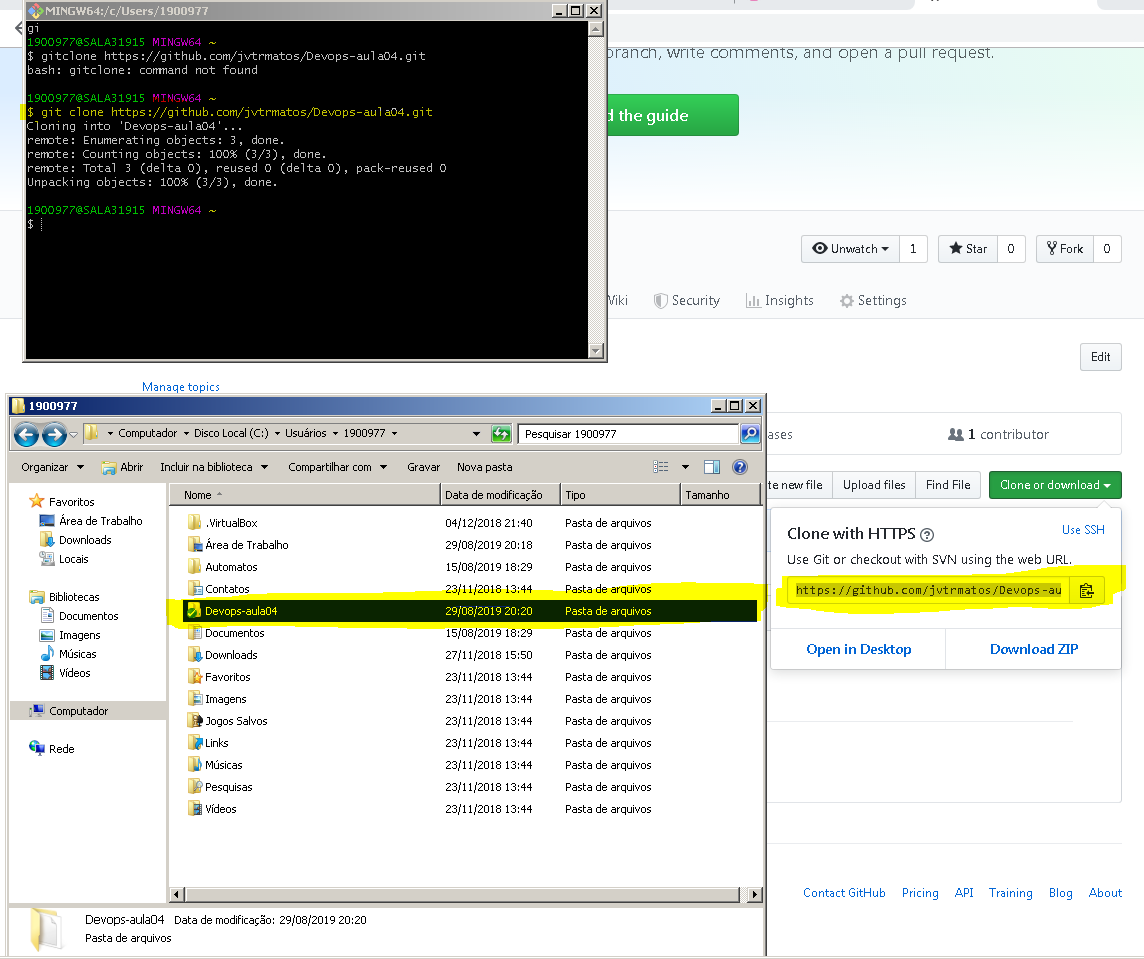 MINGW64:/c/Users/1900977
gi
1900977@SALA31915 MINGW64 ~
$ gitclone https://github.com/jvtrmatos/Devops-aula04.git
bash: gitclone: command not found
1900977@SALA31915 MINGW64 ~
$ git clone https://github.com/jvtrmatos/Devops-aula04.git
Cloning into 'Devops-aula04'...
remote: Enumerating objects: 3, done.
remote: Counting objects: 100% (3/3), done.
remote: Total 3 (delta 0), reused 0 (delta 0), pack-reused 0
Unpacking objects: 100% (3/3), done.
1900977@SALA31915 MINGW64 ~
$
branch, write comments, and open a pull request.
d the guide
Unwatch 1 Star 0 Fork 0
Wiki Security Insights Settings
Edit
Manage topics
1900977
Computador Disco Local (C:) Usuários 1900977 Pesquisar 1900977
Organizar Abrir Incluir na biblioteca Compartilhar com Gravar Nova pasta
Favoritos
Área de Trabalho
Downloads
Locais
Bibliotecas
Documentos
Imagens
Músicas
Vídeos
Computador
Rede
Nome Data de modificação Tipo Tamanho
.VirtualBox 04/12/2018 21:40 Pasta de arquivos
Área de Trabalho 29/08/2019 20:18 Pasta de arquivos
Automatos 15/08/2019 18:29 Pasta de arquivos
Contatos 23/11/2018 13:44 Pasta de arquivos
Devops-aula04 29/08/2019 20:20 Pasta de arquivos
Documentos 15/08/2019 18:29 Pasta de arquivos
Downloads 27/11/2018 15:50 Pasta de arquivos
Favoritos 23/11/2018 13:44 Pasta de arquivos
Imagens 23/11/2018 13:44 Pasta de arquivos
Jogos Salvos 23/11/2018 13:44 Pasta de arquivos
Links 23/11/2018 13:44 Pasta de arquivos
Músicas 23/11/2018 13:44 Pasta de arquivos
Pesquisas 23/11/2018 13:44 Pasta de arquivos
Vídeos 23/11/2018 13:44 Pasta de arquivos
Devops-aula04 Data de modificação: 29/08/2019 20:20
Pasta de arquivos
ases 1 contributor
te new file Upload files Find File Clone or download
Clone with HTTPS Use SSH
Use Git or checkout with SVN using the web URL.
https://github.com/jvtrmatos/Devops-au
Open in Desktop Download ZIP
Contact GitHub Pricing API Training Blog About